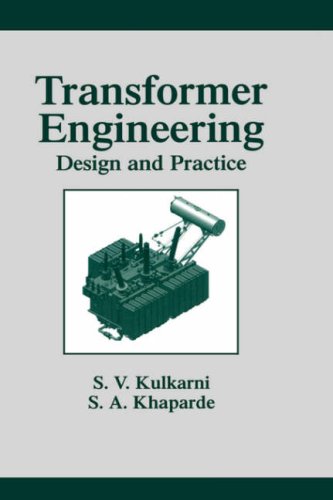 Transformer
Engineering
Design and Practice
S. V. Kulkarni
S. A. Khaparde